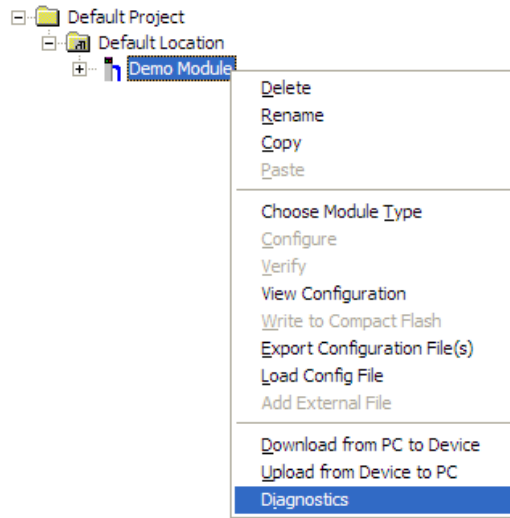 Default Project
Default Location
Demo Module
Delete
Rename
Copy
Paste
Choose Module Type
Configure
Verify
View Configuration
Write to Compact Flash
Export Configuration File(s)
Load Config File
Add External File
Download from PC to Device
Upload from Device to PC
Diagnostics